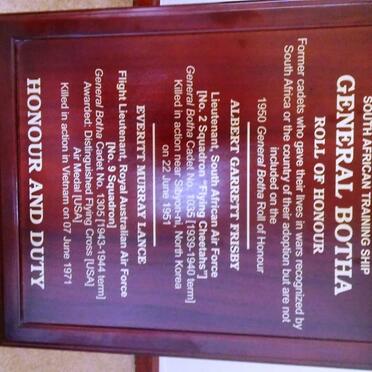 SOUTH AFRICAN TRAINING SHIP
GENERAL BOTHA
ROLL OF HONOUR
Former cadets who gave their lives in wars recognized by
South Africa or the country of their adoption but are not
included on the
1950 General Botha Roll of Honour
ALBERT GARRETT FRISBY
Lieutenant, South African Air Force
[No. 2 Squadron "Flying Cheetahs"]
General Botha Cadet No. 1035 [1939-1940 term]
Killed in action near Sibyon-ni, North Korea
on 22 June 1951
EVERITT MURRAY LANCE
Flight Lieutenant, Royal Australian Air Force
[No. 9 Squadron]
General Botha Cadet No. 1305 [1943-1944 term]
Awarded: Distinguished Flying Cross [USA]
Air Medal [USA]
Killed in action in Vietnam on 07 June 1971
HONOUR AND DUTY